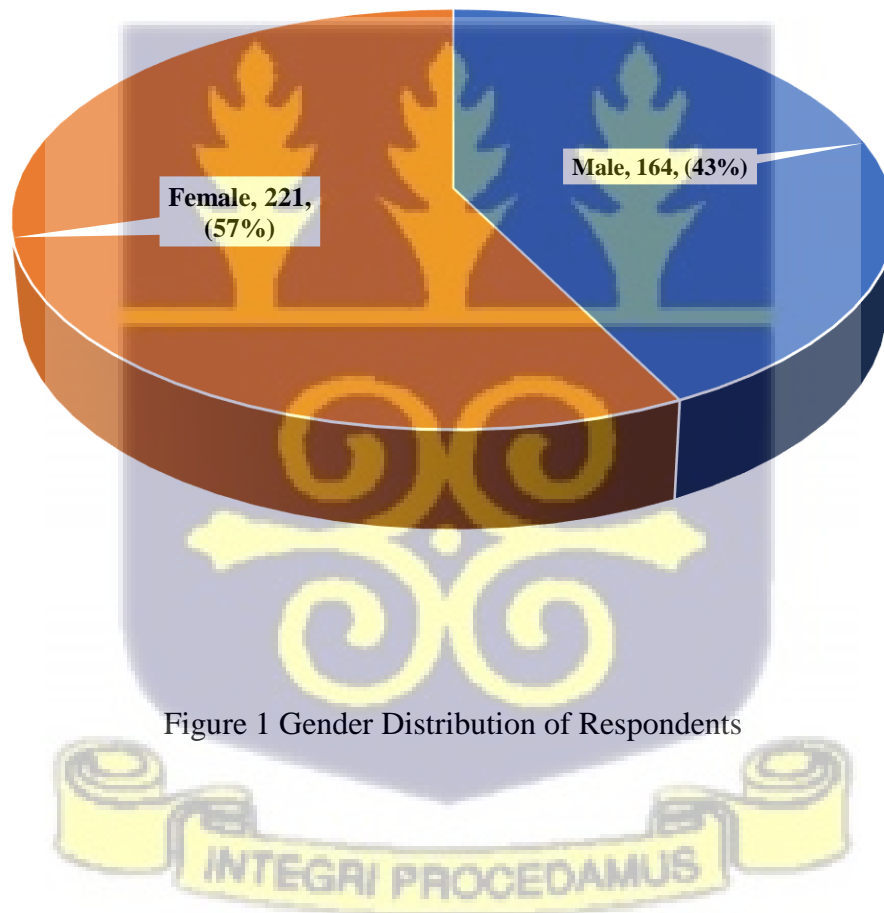 Male, 164, (43%)
Female, 221,
(57%)
Figure 1 Gender Distribution of Respondents
INTEGRI PROCEDAMUS